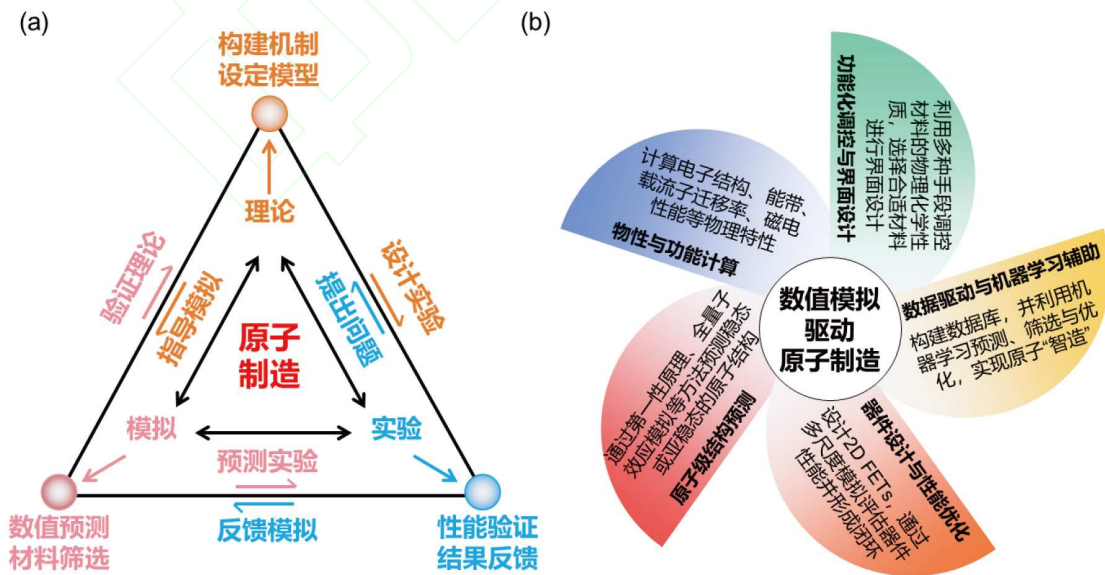 (a)
构建机制
设定模型
理论
验证理论
指导模拟
提出问题
设计实验
原子
制造
模拟
实验
预测实验
反馈模拟
数值预测
材料筛选
性能验证
结果反馈
(b)
数值模拟
驱动
原子制造
功能化调控与界面设计
利用多种手段调控
材料的物理化学性
质，选择合适材料
进行界面设计
数据驱动与机器学习辅助
构建数据库，并利用机
器学习预测、筛选与优
化，实现原子“智造”
器件设计与性能优化
设计2D FETs，通过
多尺度模拟评估器件
性能并形成闭环
通过第一性原理、全量子
效应模拟等方法预测稳态
或亚稳态的原子结构
原子级结构预测
计算电子结构、能带、
载流子迁移率、磁电
性能等物理特性
物性与功能计算